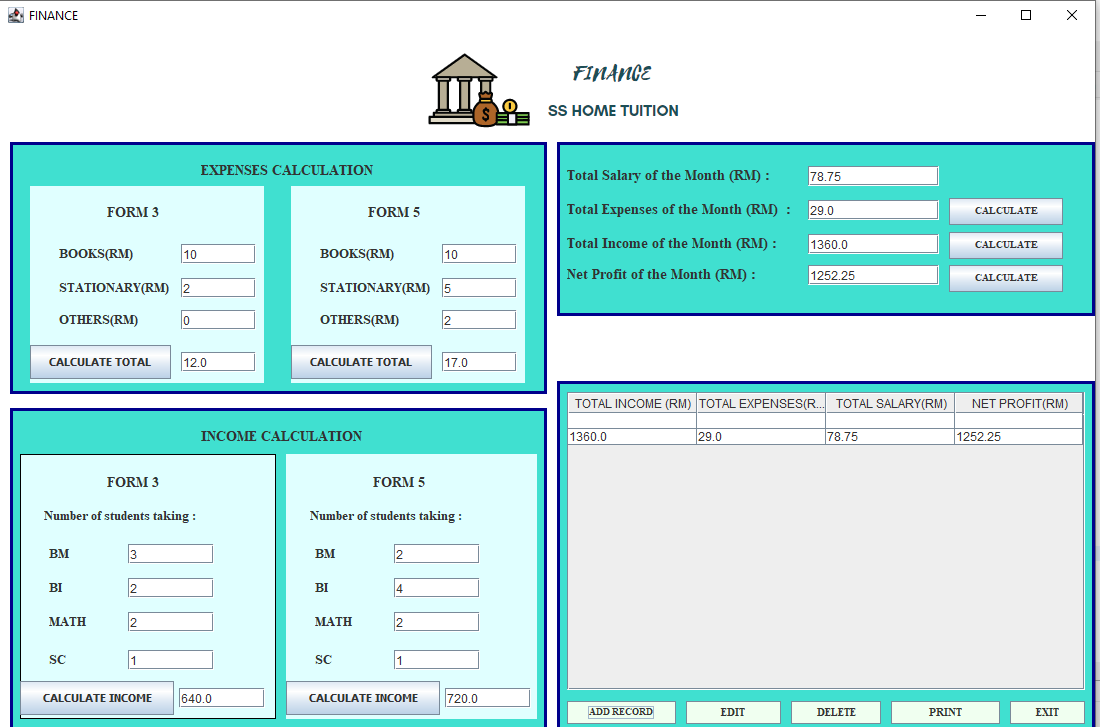 FINANCE
FINANCE
SS HOME TUITION
EXPENSES CALCULATION
FORM 3
BOOKS(RM) 10
STATIONARY(RM) 2
OTHERS(RM) 0
CALCULATE TOTAL 12.0
FORM 5
BOOKS(RM) 10
STATIONARY(RM) 5
OTHERS(RM) 2
CALCULATE TOTAL 17.0
Total Salary of the Month (RM) : 78.75
Total Expenses of the Month (RM) : 29.0 CALCULATE
Total Income of the Month (RM) : 1360.0 CALCULATE
Net Profit of the Month (RM) : 1252.25 CALCULATE
INCOME CALCULATION
FORM 3
Number of students taking :
BM 3
BI 2
MATH 2
SC 1
CALCULATE INCOME 640.0
FORM 5
Number of students taking :
BM 2
BI 4
MATH 2
SC 1
CALCULATE INCOME 720.0
TOTAL INCOME (RM) TOTAL EXPENSES(R... TOTAL SALARY(RM) NET PROFIT(RM)
1360.0 29.0 78.75 1252.25
ADD RECORD EDIT DELETE PRINT EXIT
$